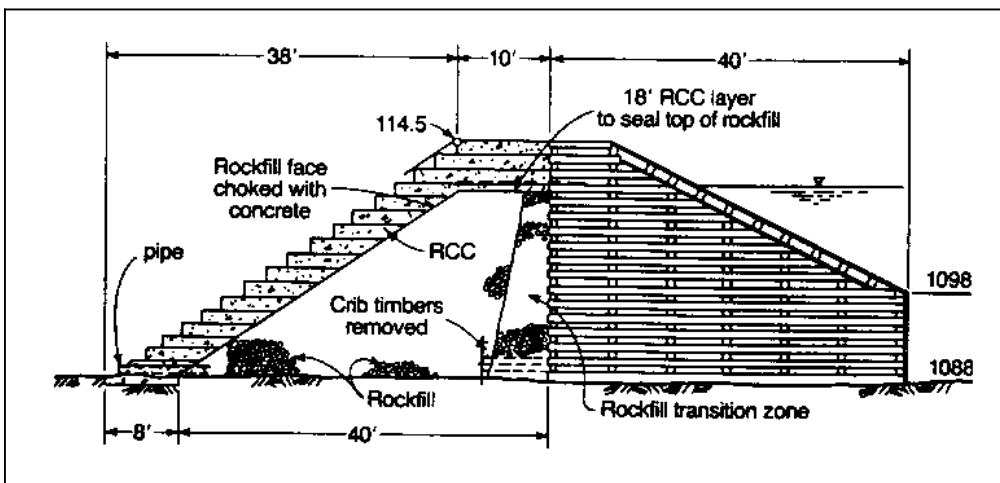 38'
10'
40'
18' RCC layer
to seal top of rockfill
114.5
Rockfill face
choked with
concrete
RCC
pipe
Crib timbers
removed
1098
1088
Rockfill
Rockfill transition zone
8'
40'